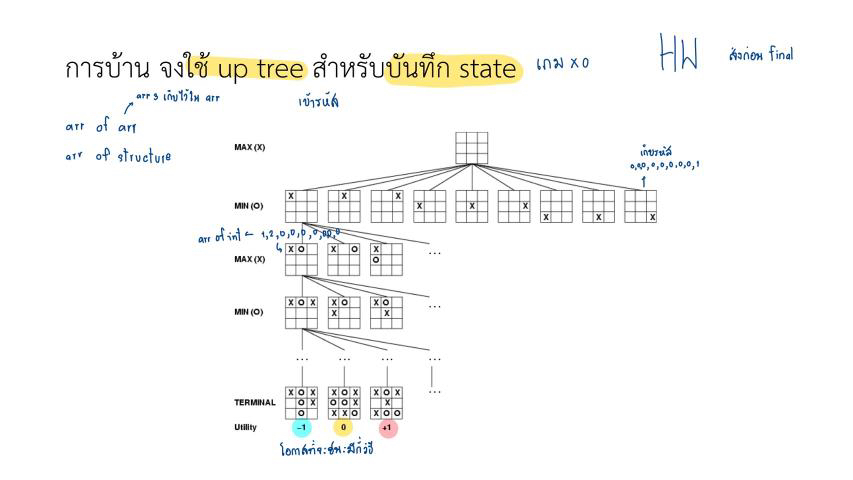 การบ้าน จงใช้ up tree สำหรับบันทึก state เกม XO
HW ส่งก่อน final
arr ว เก็บไว้ใน arr
เข้ารหัส
arr of arr
arr of structure
MAX (X)
เก็บรหัส
0,0,0,0,0,0,0,0,1
MIN (O)
X X X X X X X X X
arr of int ← 1,2,0,0,0,0,0,0,0
MAX (X)
X O X O X ...
O
MIN (O)
X O X X O X O ...
X X
... ... ... ...
TERMINAL
X O X X O X X O X ...
O X O O X X
O X X O X O O
Utility
–1 0 +1
โอกาสที่จะชนะมีกี่วิธี